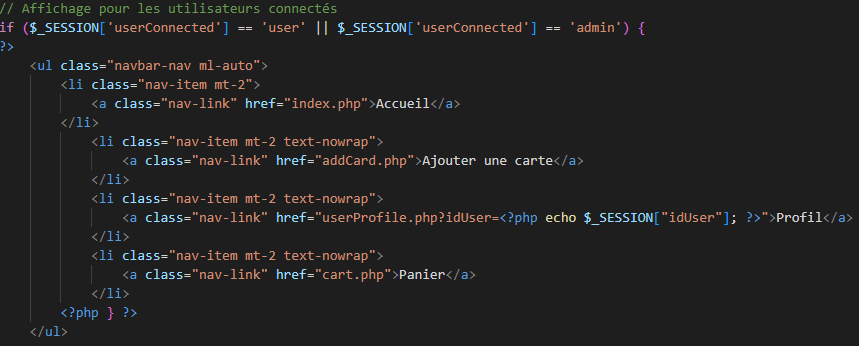 // Affichage pour les utilisateurs connectés
if ($_SESSION['userConnected'] == 'user' || $_SESSION['userConnected'] == 'admin') {
?>
    <ul class="navbar-nav ml-auto">
        <li class="nav-item mt-2">
            <a class="nav-link" href="index.php">Accueil</a>
        </li>
            <li class="nav-item mt-2 text-nowrap">
                <a class="nav-link" href="addCard.php">Ajouter une carte</a>
            </li>
            <li class="nav-item mt-2 text-nowrap">
                <a class="nav-link" href="userProfile.php?idUser=<?php echo $_SESSION["idUser"]; ?>">Profil</a>
            </li>
            <li class="nav-item mt-2 text-nowrap">
                <a class="nav-link" href="cart.php">Panier</a>
            </li>
        <?php } ?>
    </ul>